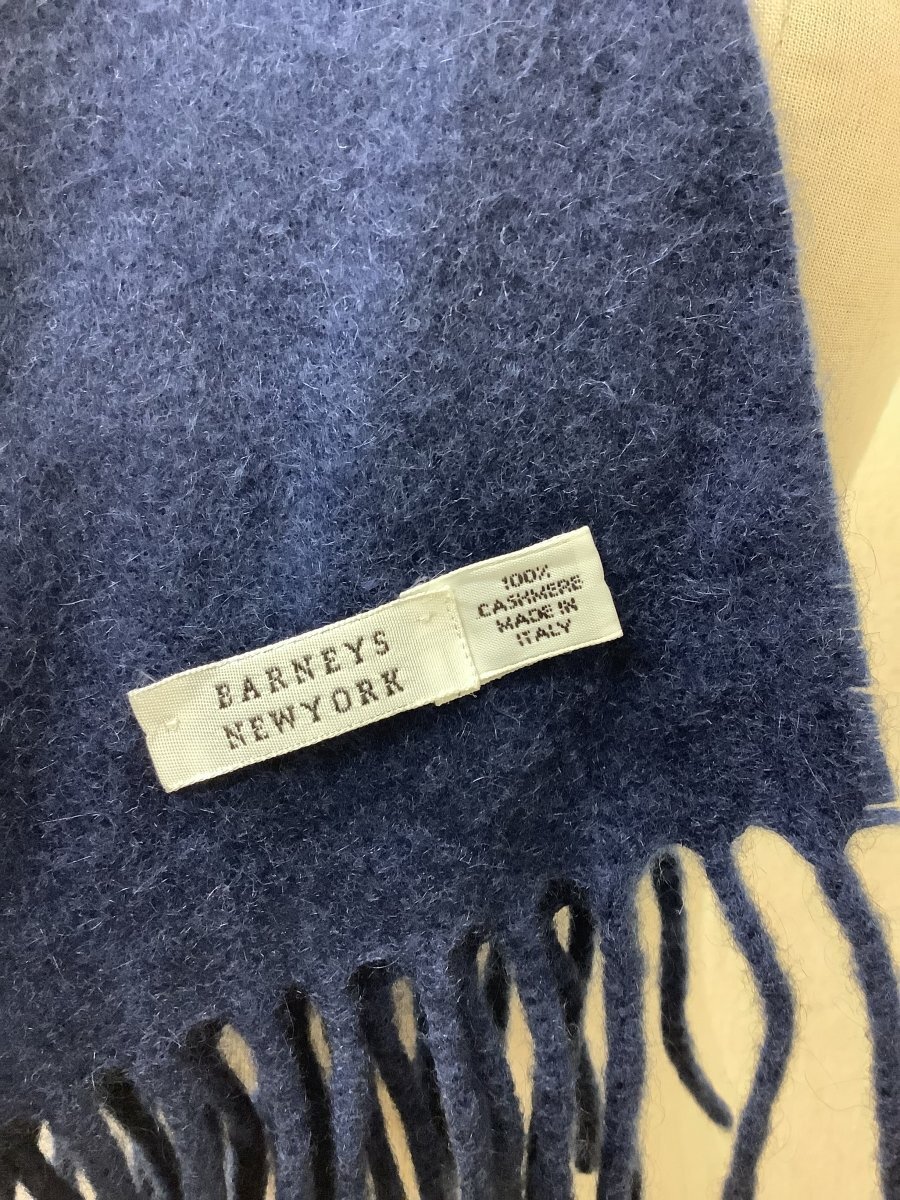 BARNEYS
NEWYORK
100%
CASHMERE
MADE IN
ITALY